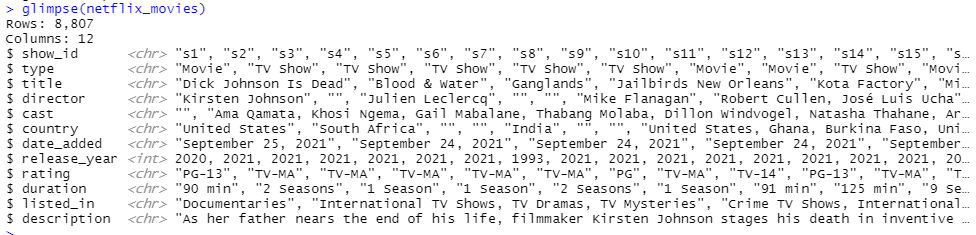 > glimpse(netflix_movies)
Rows: 8,807
Columns: 12
$ show_id      <chr> "s1", "s2", "s3", "s4", "s5", "s6", "s7", "s8", "s9", "s10", "s11", "s12", "s13", "s14", "s15", "s…
$ type         <chr> "Movie", "TV Show", "TV Show", "TV Show", "TV Show", "TV Show", "Movie", "Movie", "TV Show", "Movi…
$ title        <chr> "Dick Johnson Is Dead", "Blood & Water", "Ganglands", "Jailbirds New Orleans", "Kota Factory", "Mi…
$ director     <chr> "Kirsten Johnson", "", "Julien Leclercq", "", "", "Mike Flanagan", "Robert Cullen, José Luis Ucha"…
$ cast         <chr> "", "Ama Qamata, Khosi Ngema, Gail Mabalane, Thabang Molaba, Dillon Windvogel, Natasha Thahane, Ar…
$ country      <chr> "United States", "South Africa", "", "", "India", "", "", "United States, Ghana, Burkina Faso, Uni…
$ date_added   <chr> "September 25, 2021", "September 24, 2021", "September 24, 2021", "September 24, 2021", "September…
$ release_year <int> 2020, 2021, 2021, 2021, 2021, 2021, 2021, 1993, 2021, 2021, 2021, 2021, 2021, 2021, 2021, 2021, 20…
$ rating       <chr> "PG-13", "TV-MA", "TV-MA", "TV-MA", "TV-MA", "TV-MA", "PG", "TV-MA", "TV-14", "PG-13", "TV-MA", "T…
$ duration     <chr> "90 min", "2 Seasons", "1 Season", "1 Season", "2 Seasons", "1 Season", "91 min", "125 min", "9 Se…
$ listed_in    <chr> "Documentaries", "International TV Shows, TV Dramas, TV Mysteries", "Crime TV Shows, International…
$ description  <chr> "As her father nears the end of his life, filmmaker Kirsten Johnson stages his death in inventive …
>